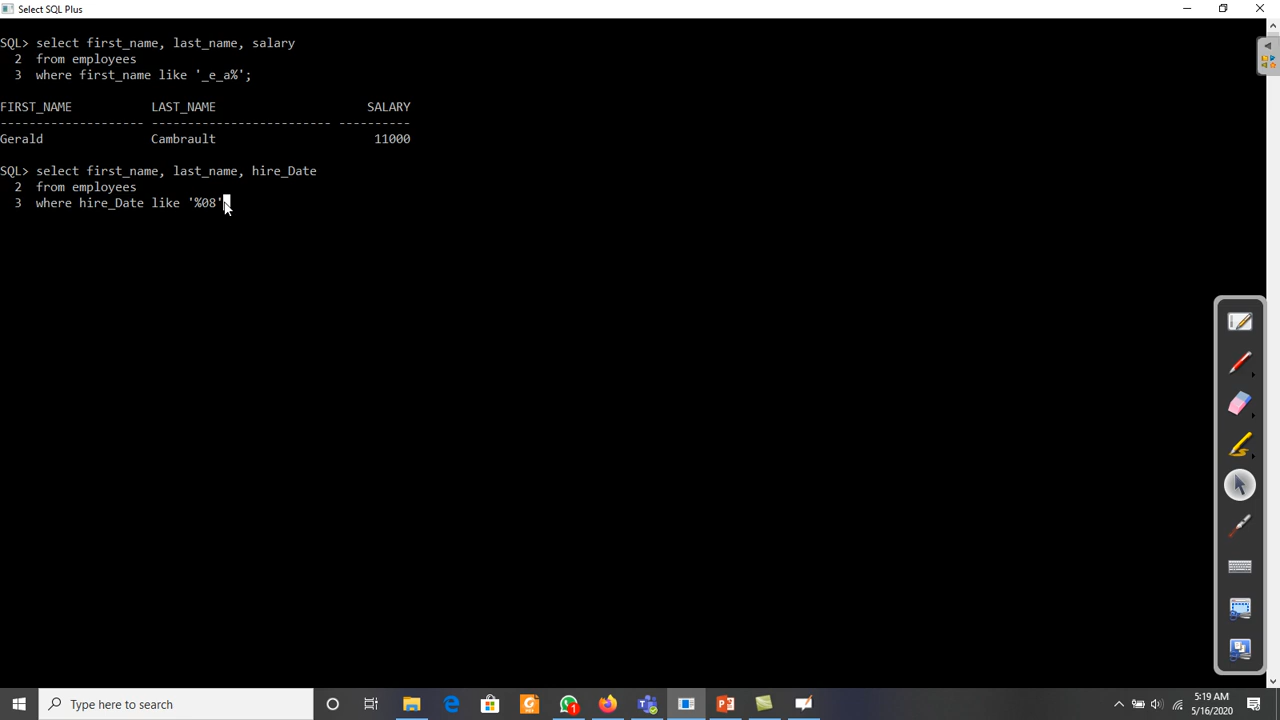 Select SQL Plus
SQL> select first_name, last_name, salary
2 from employees
3 where first_name like '_e_a%';
FIRST_NAME LAST_NAME SALARY
-------------------- ------------------------- ----------
Gerald Cambrault 11000
SQL> select first_name, last_name, hire_Date
2 from employees
3 where hire_Date like '%08'
Type here to search
1
5:19 AM
5/16/2020